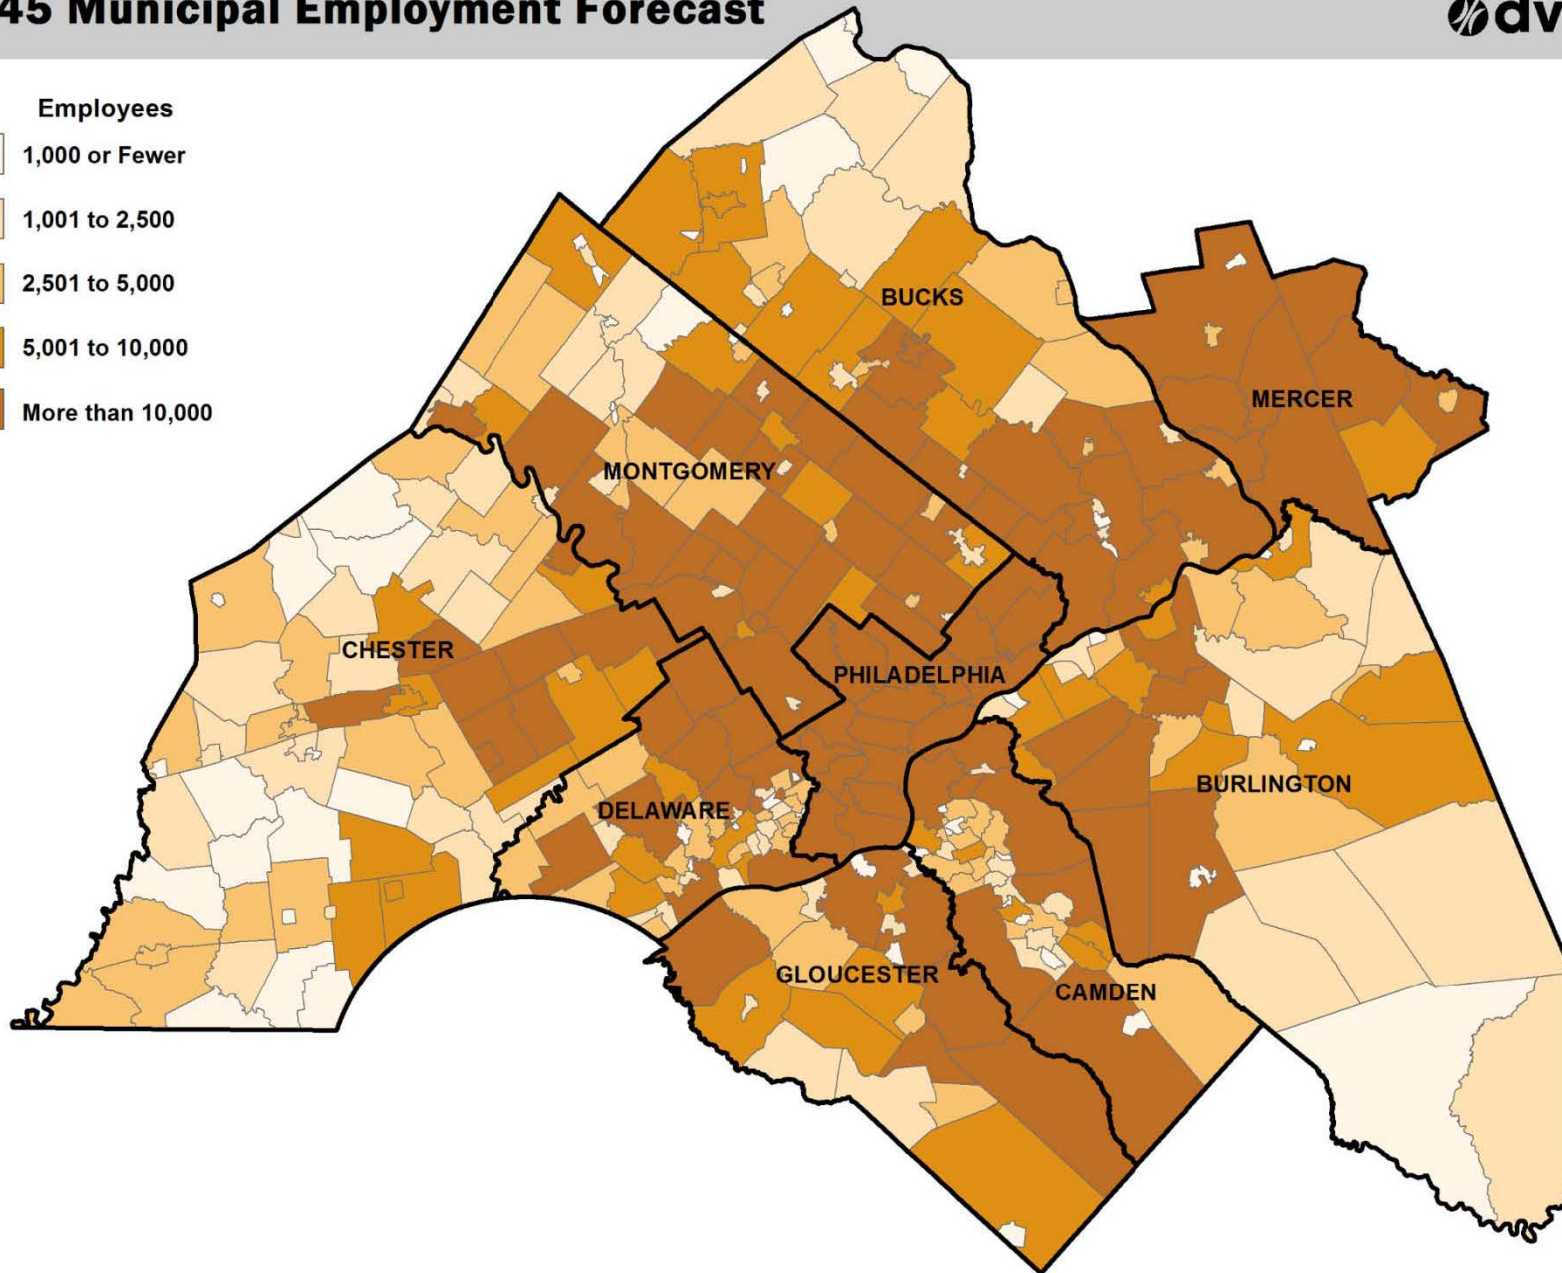 45 Municipal Employment Forecast
dv
Employees
1,000 or Fewer
1,001 to 2,500
2,501 to 5,000
5,001 to 10,000
More than 10,000
BUCKS
MERCER
MONTGOMERY
CHESTER
PHILADELPHIA
BURLINGTON
DELAWARE
GLOUCESTER
CAMDEN